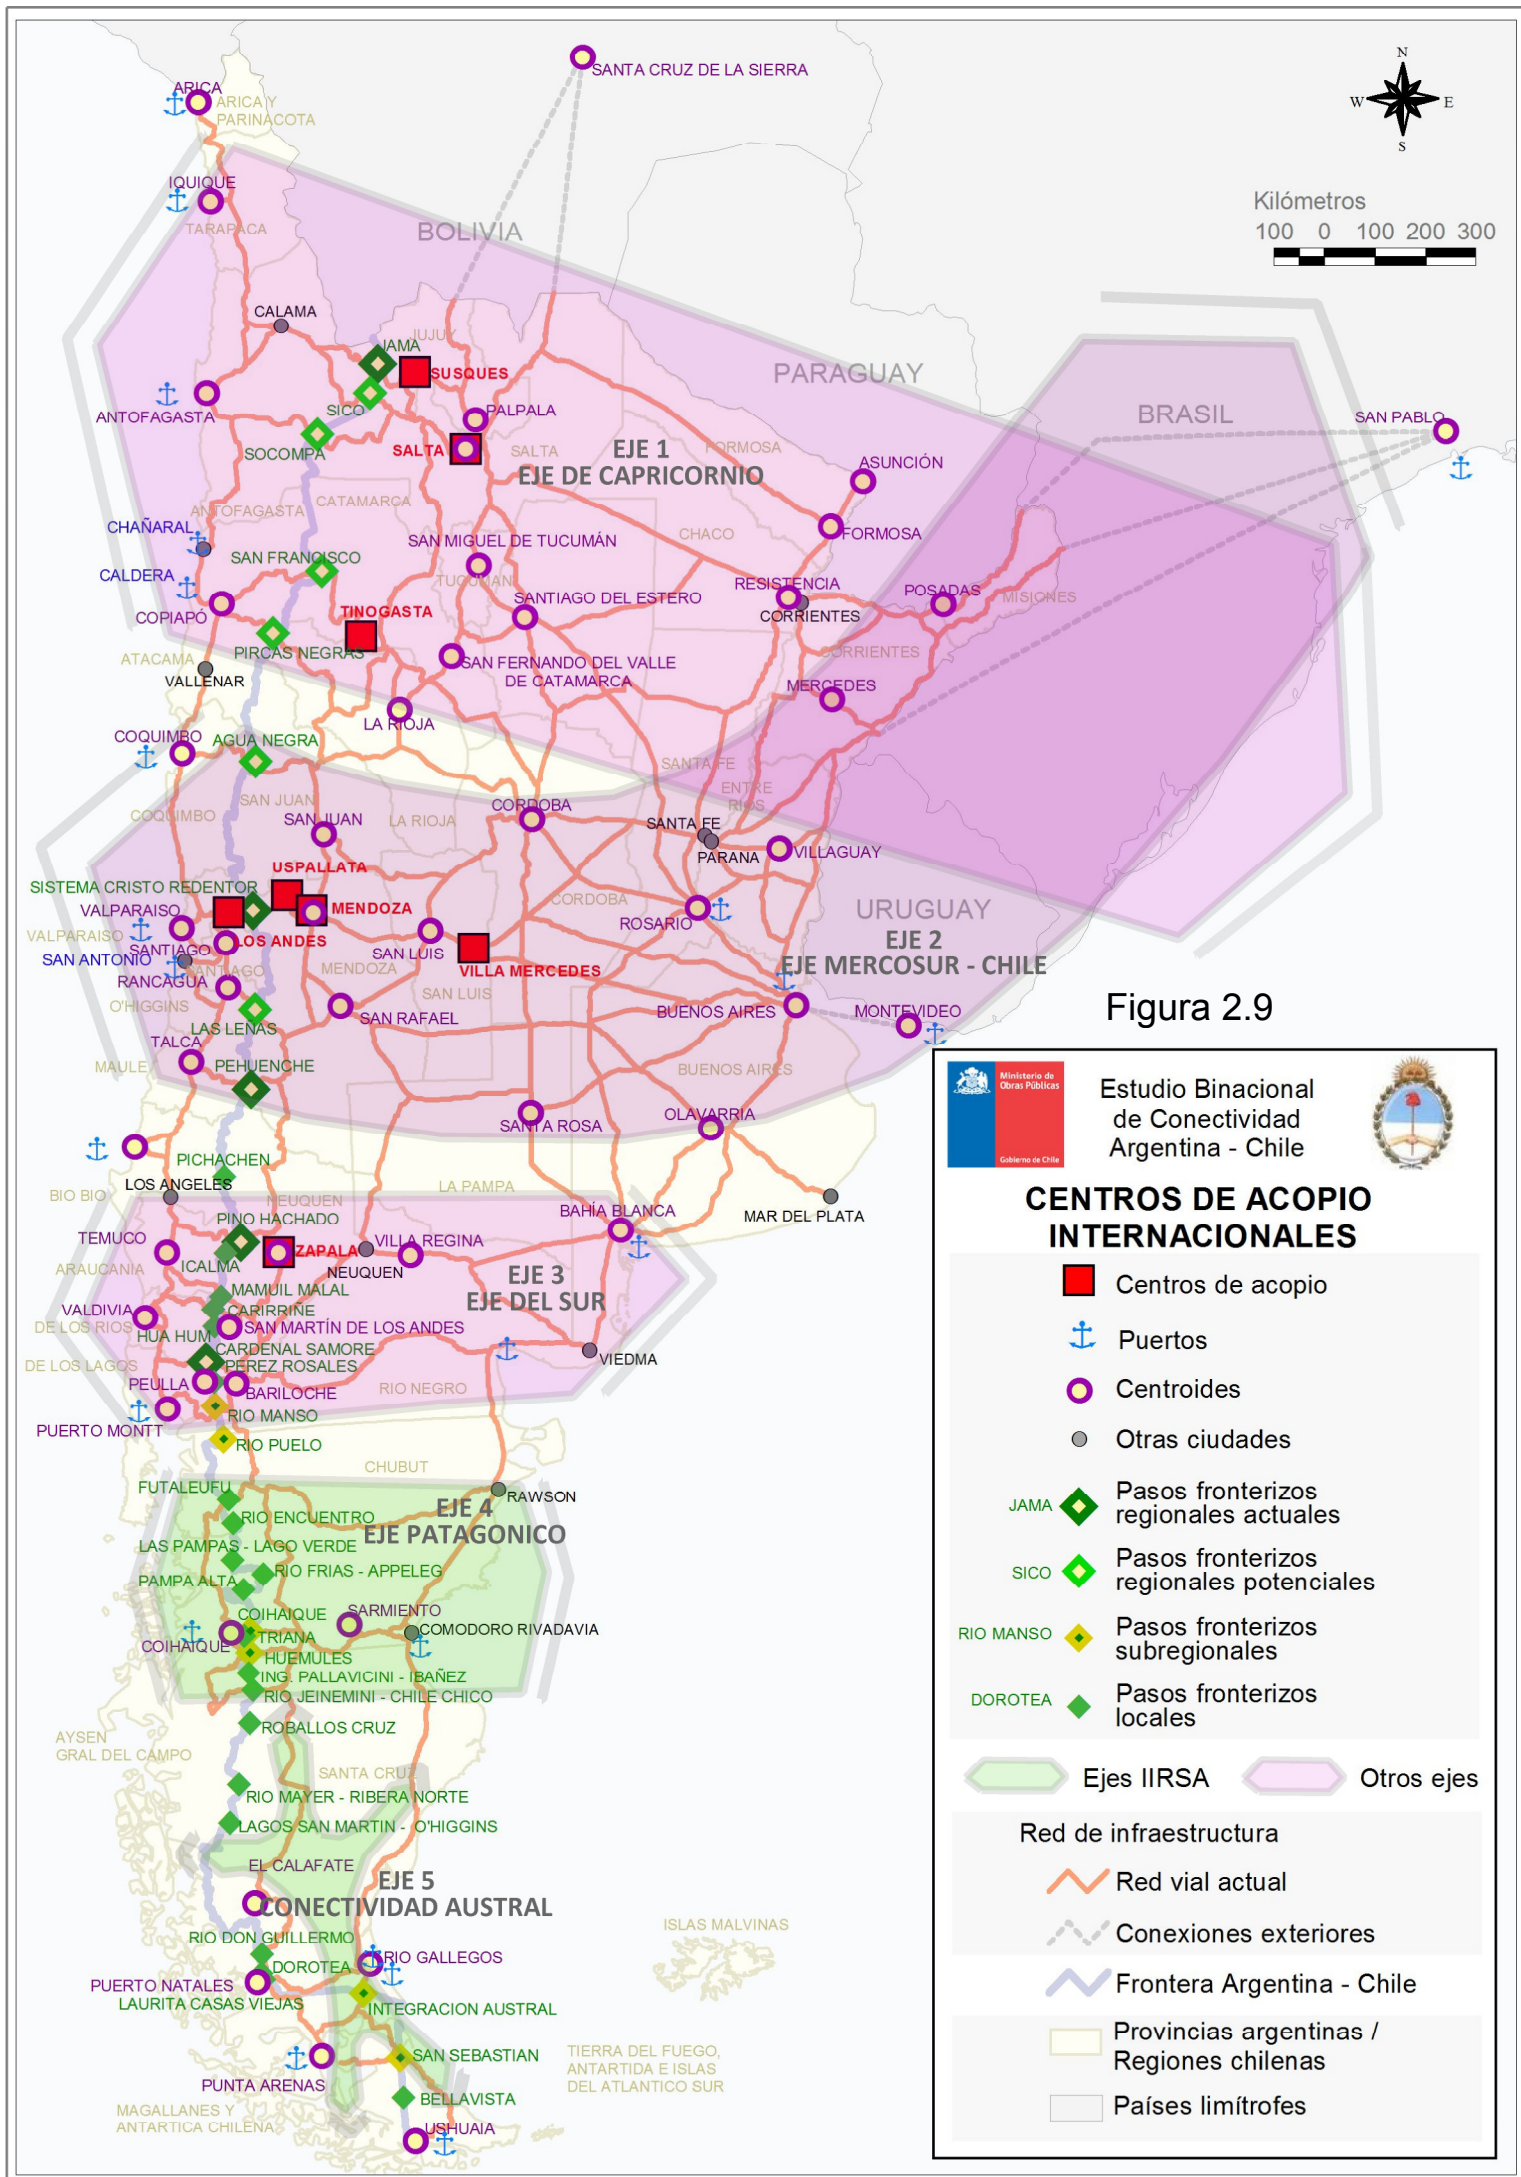 SANTA CRUZ DE LA SIERRA
N
W
E
S
ARICA
ARICA Y
PARINACOTA
IQUIQUE
TARAPACA
BOLIVIA
Kilómetros
100 0 100 200 300
CALAMA
JUJUY
JAMA
SUSQUES
PARAGUAY
BRASIL
SAN PABLO
ANTOFAGASTA
SICO
PALPALA
SOCOMPA
SALTA
SALTA
EJE 1
EJE DE CAPRICORNIO
FORMOSA
ASUNCIÓN
ANTOFAGASTA
CATAMARCA
CHAÑARAL
CHACO
FORMOSA
SAN MIGUEL DE TUCUMÁN
SAN FRANCISCO
CALDERA
TUCUMAN
RESISTENCIA
POSADAS
MISIONES
COPIAPÓ
TINOGASTA
SANTIAGO DEL ESTERO
CORRIENTES
PIRCAS NEGRAS
ATACAMA
CORRIENTES
SAN FERNANDO DEL VALLE
DE CATAMARCA
VALLENAR
MERCEDES
LA RIOJA
COQUIMBO
AGUA NEGRA
SANTA FE
ENTRE
RIOS
SAN JUAN
COQUIMBO
SAN JUAN
LA RIOJA
CORDOBA
SANTA FE
PARANA
VILLAGUAY
USPALLATA
SISTEMA CRISTO REDENTOR
CORDOBA
VALPARAISO
MENDOZA
ROSARIO
URUGUAY
VALPARAISO
LOS ANDES
EJE 2
EJE MERCOSUR - CHILE
SANTIAGO
SAN LUIS
SAN ANTONIO
SANTIAGO
MENDOZA
VILLA MERCEDES
RANCAGUA
SAN LUIS
O'HIGGINS
SAN RAFAEL
BUENOS AIRES
MONTEVIDEO
Figura 2.9
LAS LEÑAS
TALCA
MAULE
PEHUENCHE
BUENOS AIRES
SANTA ROSA
OLAVARRIA
PICHACHEN
LOS ANGELES
BIO BIO
NEUQUEN
LA PAMPA
PINO HACHADO
BAHÍA BLANCA
MAR DEL PLATA
TEMUCO
ICALMA
ZAPALA
VILLA REGINA
NEUQUEN
ARAUCANIA
EJE 3
EJE DEL SUR
MAMUIL MALAL
CARIRRIÑE
VALDIVIA
DE LOS RIOS
HUA HUM
SAN MARTÍN DE LOS ANDES
CARDENAL SAMORE
VIEDMA
DE LOS LAGOS
PEREZ ROSALES
PEULLA
BARILOCHE
RIO NEGRO
RIO MANSO
PUERTO MONTT
RIO PUELO
CHUBUT
FUTALEUFU
RAWSON
RIO ENCUENTRO
EJE 4
EJE PATAGONICO
LAS PAMPAS - LAGO VERDE
PAMPA ALTA
RIO FRIAS - APPELEG
COIHAIQUE
SARMIENTO
COMODORO RIVADAVIA
COIHAIQUE
TRIANA
HUEMULES
ING. PALLAVICINI - IBAÑEZ
RIO JEINEMINI - CHILE CHICO
ROBALLOS CRUZ
AYSEN
GRAL DEL CAMPO
SANTA CRUZ
RIO MAYER - RIBERA NORTE
LAGOS SAN MARTIN - O'HIGGINS
EL CALAFATE
EJE 5
CONECTIVIDAD AUSTRAL
ISLAS MALVINAS
RIO DON GUILLERMO
RIO GALLEGOS
DOROTEA
PUERTO NATALES
LAURITA CASAS VIEJAS
INTEGRACION AUSTRAL
SAN SEBASTIAN
TIERRA DEL FUEGO,
ANTARTIDA E ISLAS
DEL ATLANTICO SUR
PUNTA ARENAS
BELLAVISTA
MAGALLANES Y
ANTARTICA CHILENA
USHUAIA
Ministerio de
Obras Públicas
Gobierno de Chile
Estudio Binacional
de Conectividad
Argentina - Chile
CENTROS DE ACOPIO
INTERNACIONALES
Centros de acopio
Puertos
Centroides
Otras ciudades
JAMA
Pasos fronterizos
regionales actuales
SICO
Pasos fronterizos
regionales potenciales
RIO MANSO
Pasos fronterizos
subregionales
DOROTEA
Pasos fronterizos
locales
Ejes IIRSA
Otros ejes
Red de infraestructura
Red vial actual
Conexiones exteriores
Frontera Argentina - Chile
Provincias argentinas /
Regiones chilenas
Países limítrofes